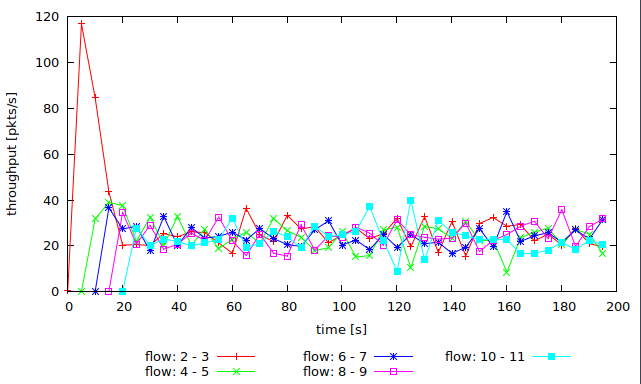 120
100
80
60
40
20
0
throughput [pkts/s]
0 20 40 60 80 100 120 140 160 180 200
time [s]
flow: 2 - 3 flow: 6 - 7 flow: 10 - 11
flow: 4 - 5 flow: 8 - 9